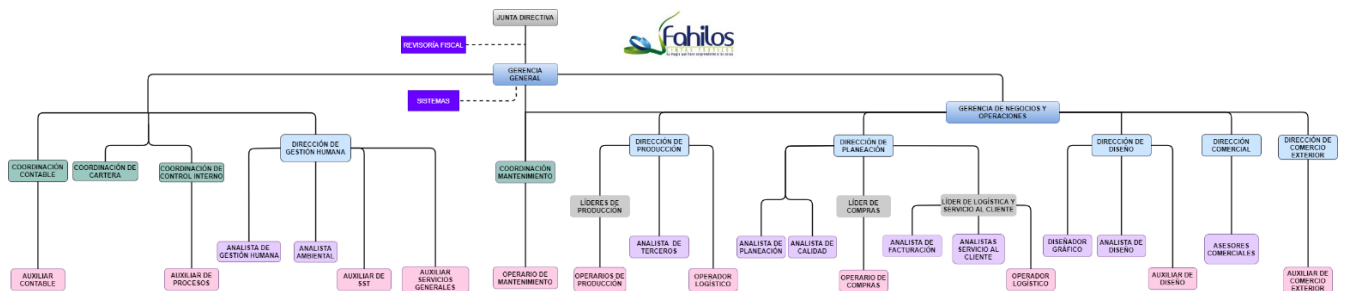 JUNTA DIRECTIVA
REVISORÍA FISCAL
Fahilos
GERENCIA
GENERAL
SISTEMAS
GERENCIA DE NEGOCIOS Y
OPERACIONES
COORDINACIÓN
CONTABLE
COORDINACIÓN DE
CARTERA
COORDINACIÓN DE
CONTROL INTERNO
DIRECCIÓN DE
GESTIÓN HUMANA
COORDINACIÓN
MANTENIMIENTO
DIRECCIÓN DE
PRODUCCIÓN
DIRECCIÓN DE
PLANEACIÓN
DIRECCIÓN DE
DISEÑO
DIRECCIÓN
COMERCIAL
DIRECCIÓN DE
COMERCIO
EXTERIOR
LÍDERES DE
PRODUCCIÓN
LÍDER DE
COMPRAS
LÍDER DE LOGÍSTICA Y
SERVICIO AL CLIENTE
ANALISTA DE
GESTIÓN HUMANA
ANALISTA
AMBIENTAL
ANALISTA DE
TERCEROS
ANALISTA DE
PLANEACIÓN
ANALISTA DE
CALIDAD
ANALISTA DE
FACTURACIÓN
ANALISTAS
SERVICIO AL
CLIENTE
DISEÑADOR
GRÁFICO
ANALISTA DE
DISEÑO
ASESORES
COMERCIALES
AUXILIAR
CONTABLE
AUXILIAR DE
PROCESOS
AUXILIAR DE
SST
AUXILIAR
SERVICIOS
GENERALES
OPERARIO DE
MANTENIMIENTO
OPERARIOS DE
PRODUCCIÓN
OPERADOR
LOGÍSTICO
OPERARIO DE
COMPRAS
OPERADOR
LOGÍSTICO
AUXILIAR DE
DISEÑO
AUXILIAR DE
COMERCIO
EXTERIOR